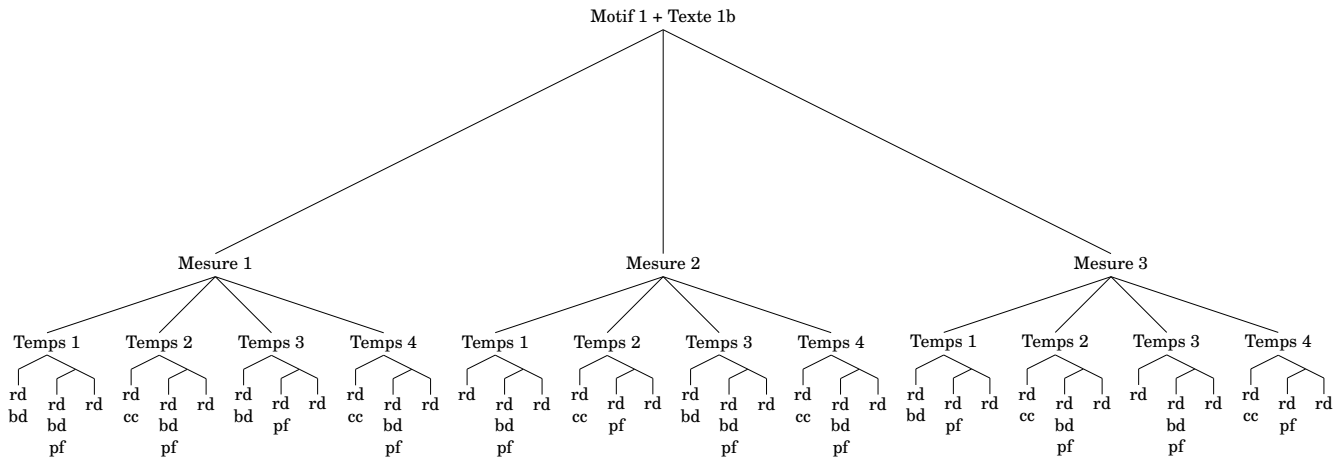 Motif 1 + Texte 1b
Mesure 1 Mesure 2 Mesure 3
Temps 1 Temps 2 Temps 3 Temps 4 Temps 1 Temps 2 Temps 3 Temps 4 Temps 1 Temps 2 Temps 3 Temps 4
rd rd rd rd rd rd rd rd rd rd rd rd rd rd rd rd rd rd rd rd rd rd rd rd rd rd rd rd rd rd rd rd rd rd rd rd
bd bd cc bd bd pf cc bd bd cc pf bd bd cc bd bd pf cc bd bd cc pf
pf pf pf pf pf pf pf pf